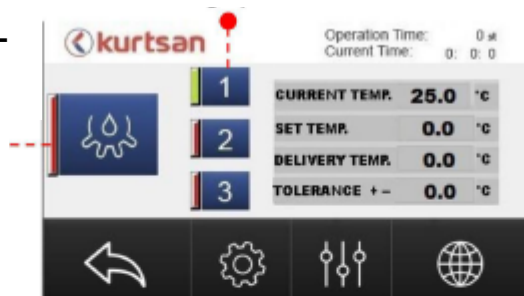 kurtsan
Operation Time: 0 st
Current Time: 0: 0: 0
1
CURRENT TEMP. 25.0 °C
SET TEMP. 0.0 °C
2
DELIVERY TEMP. 0.0 °C
3
TOLERANCE +- 0.0 °C